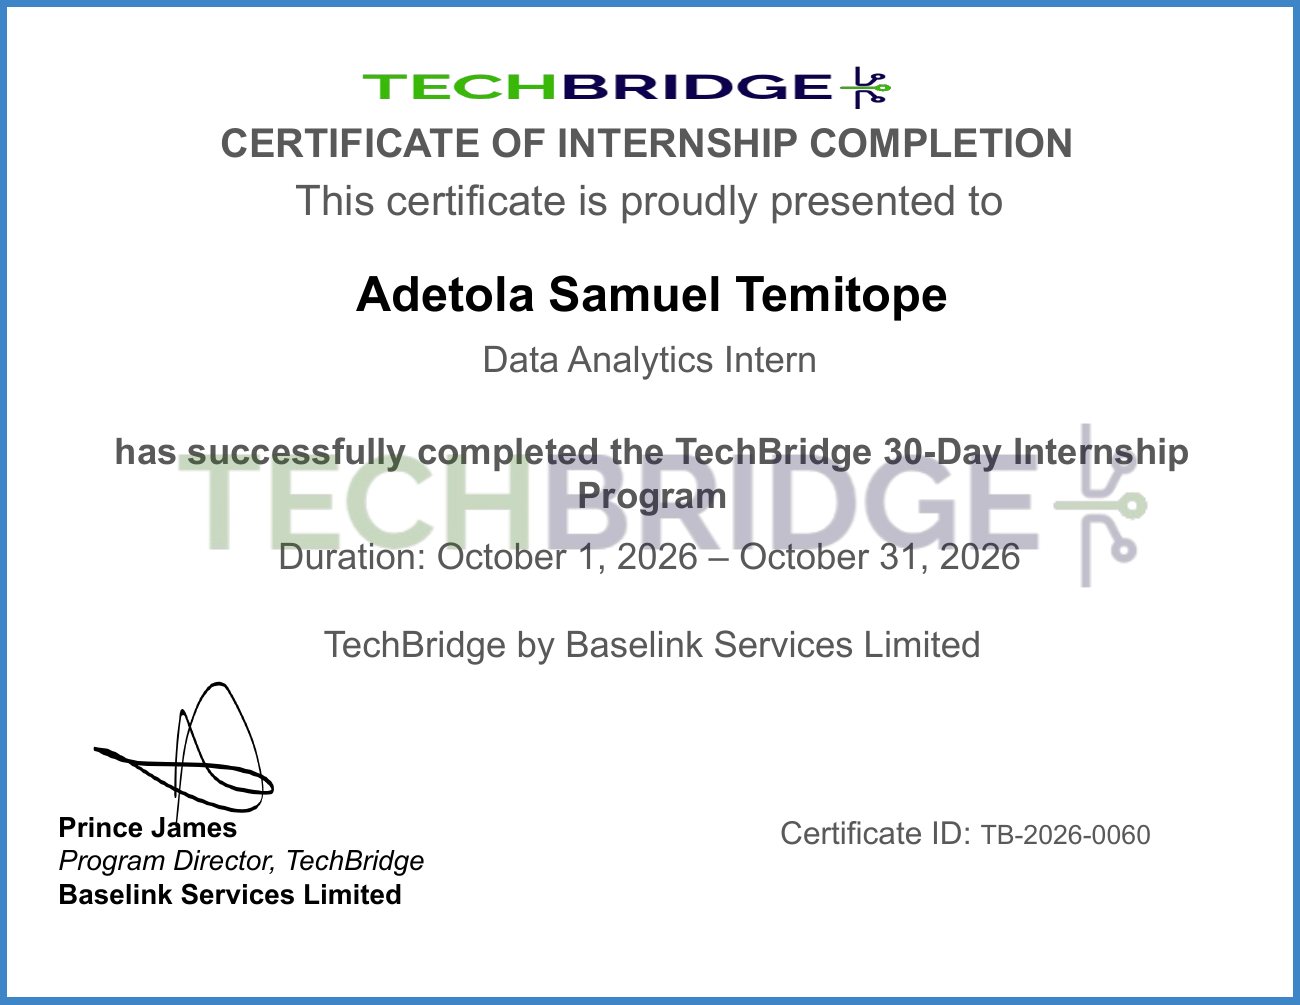 TECHBRIDGE
CERTIFICATE OF INTERNSHIP COMPLETION
This certificate is proudly presented to
Adetola Samuel Temitope
Data Analytics Intern
has successfully completed the TechBridge 30-Day Internship
Program
TECHBRIDGE
Duration: October 1, 2026 – October 31, 2026
TechBridge by Baselink Services Limited
Prince James
Program Director, TechBridge
Baselink Services Limited
Certificate ID: TB-2026-0060